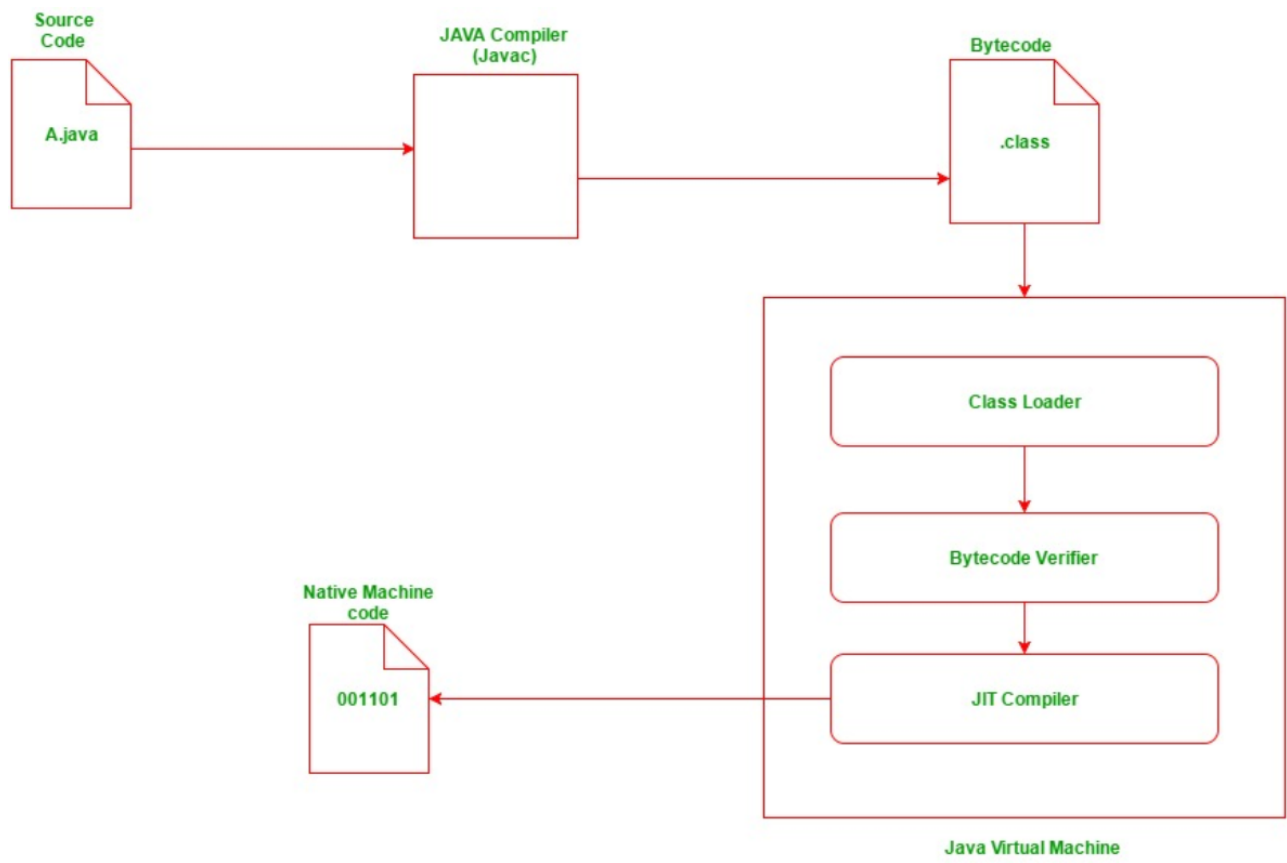 Source
Code
A.java
JAVA Compiler
(Javac)
Bytecode
.class
Class Loader
Bytecode Verifier
JIT Compiler
Native Machine
code
001101
Java Virtual Machine